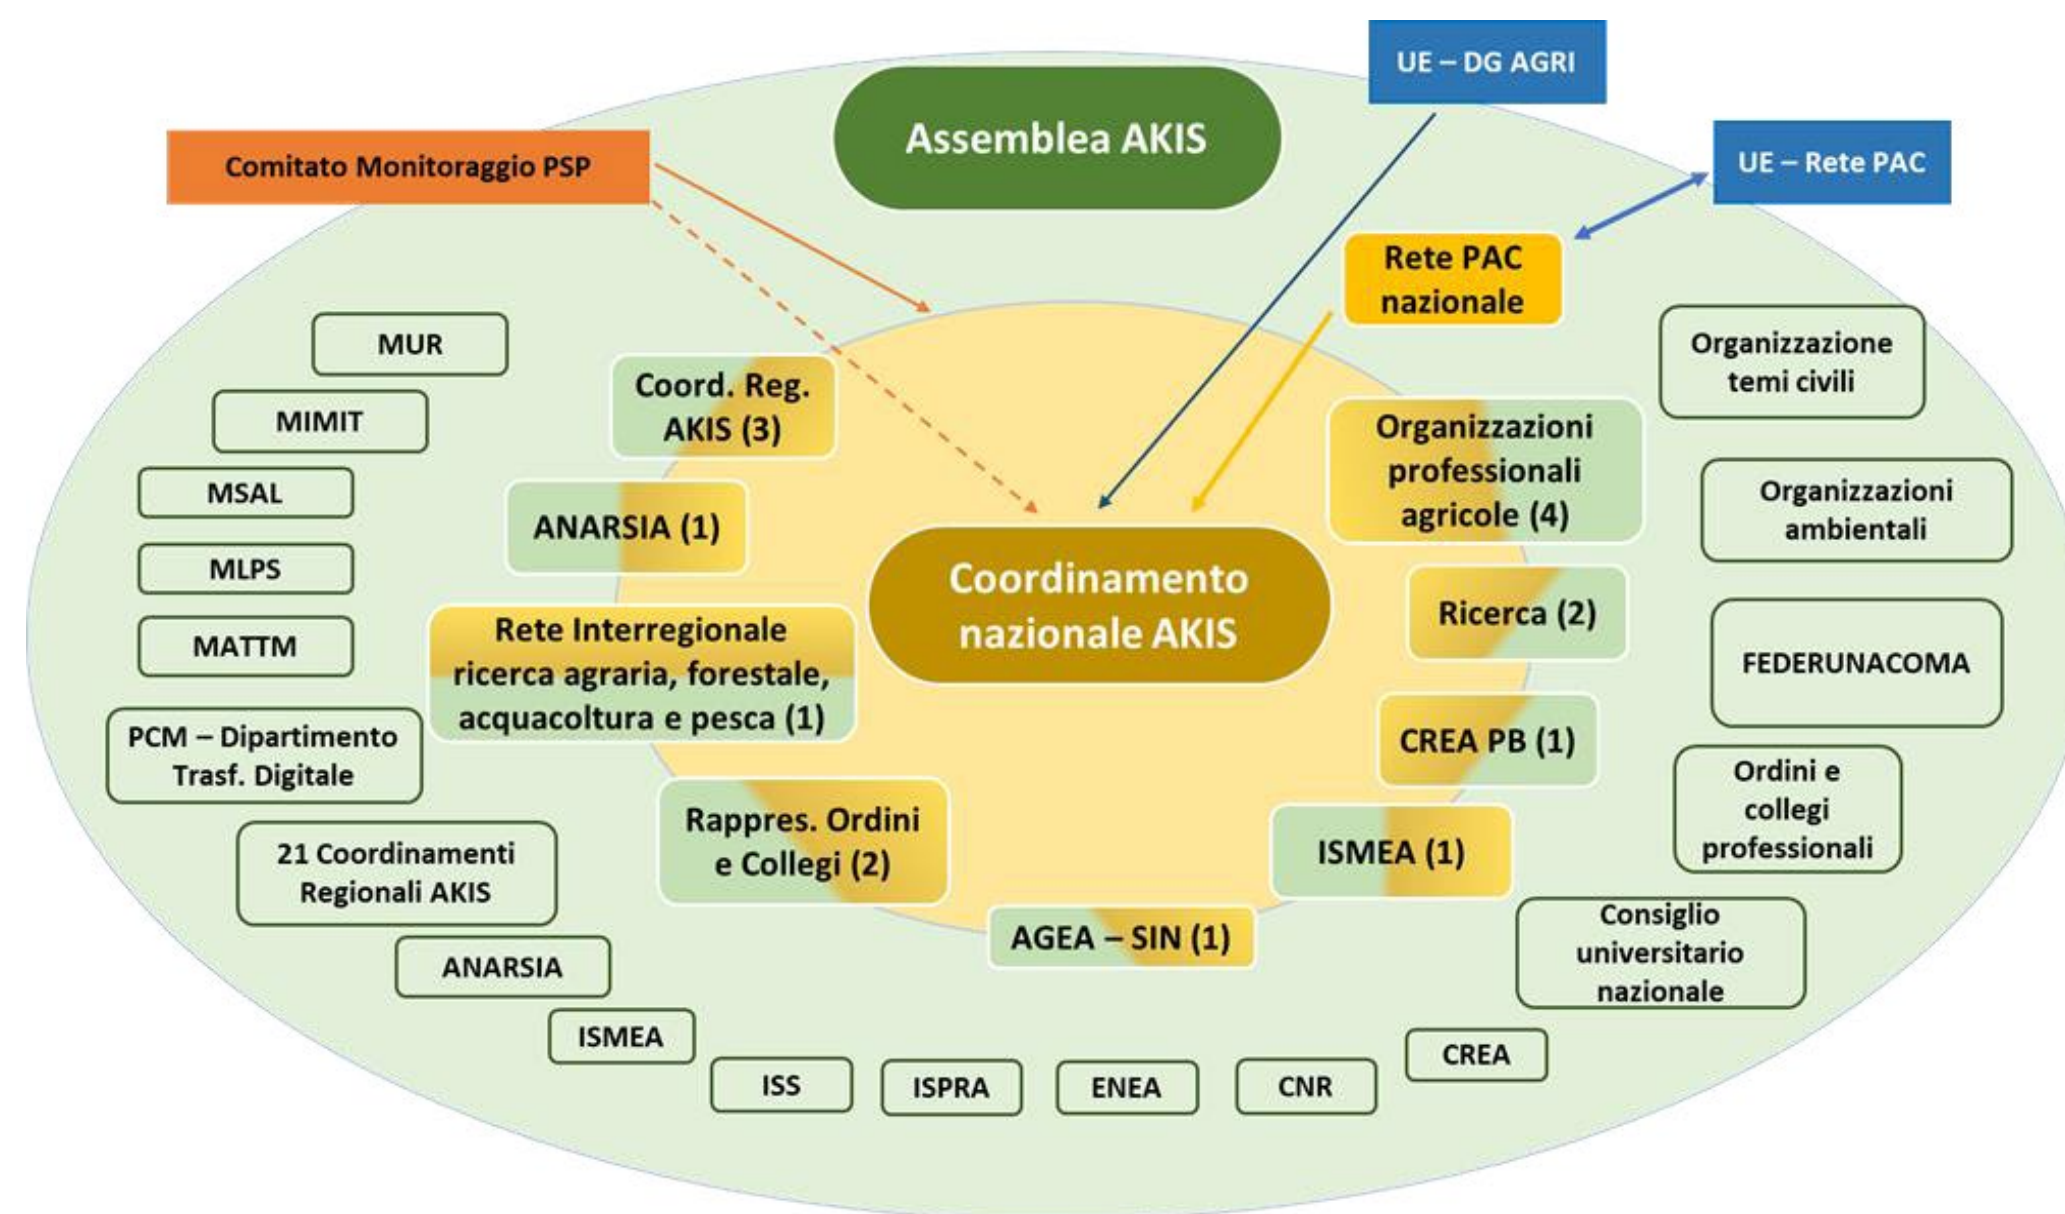 UE – DG AGRI
Assemblea AKIS
Comitato Monitoraggio PSP
UE – Rete PAC
Rete PAC
nazionale
MUR
MIMIT
MSAL
MLPS
MATTM
PCM – Dipartimento
Trasf. Digitale
21 Coordinamenti
Regionali AKIS
ANARSIA
ISMEA
ISS
ISPRA
ENEA
CNR
CREA
Consiglio
universitario
nazionale
Ordini e
collegi
professionali
FEDERUNACOMA
Organizzazioni
ambientali
Organizzazione
temi civili
Coord. Reg.
AKIS (3)
ANARSIA (1)
Rete Interregionale
ricerca agraria, forestale,
acquacoltura e pesca (1)
Rappres. Ordini
e Collegi (2)
AGEA – SIN (1)
ISMEA (1)
CREA PB (1)
Ricerca (2)
Organizzazioni
professionali
agricole (4)
Coordinamento
nazionale AKIS